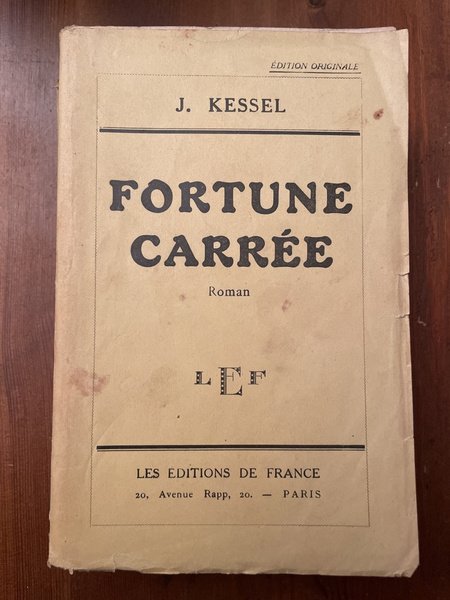 ÉDITION ORIGINALE
J. KESSEL
FORTUNE
CARRÉE
Roman
LEF
LES EDITIONS DE FRANCE
20, Avenue Rapp, 20. — PARIS